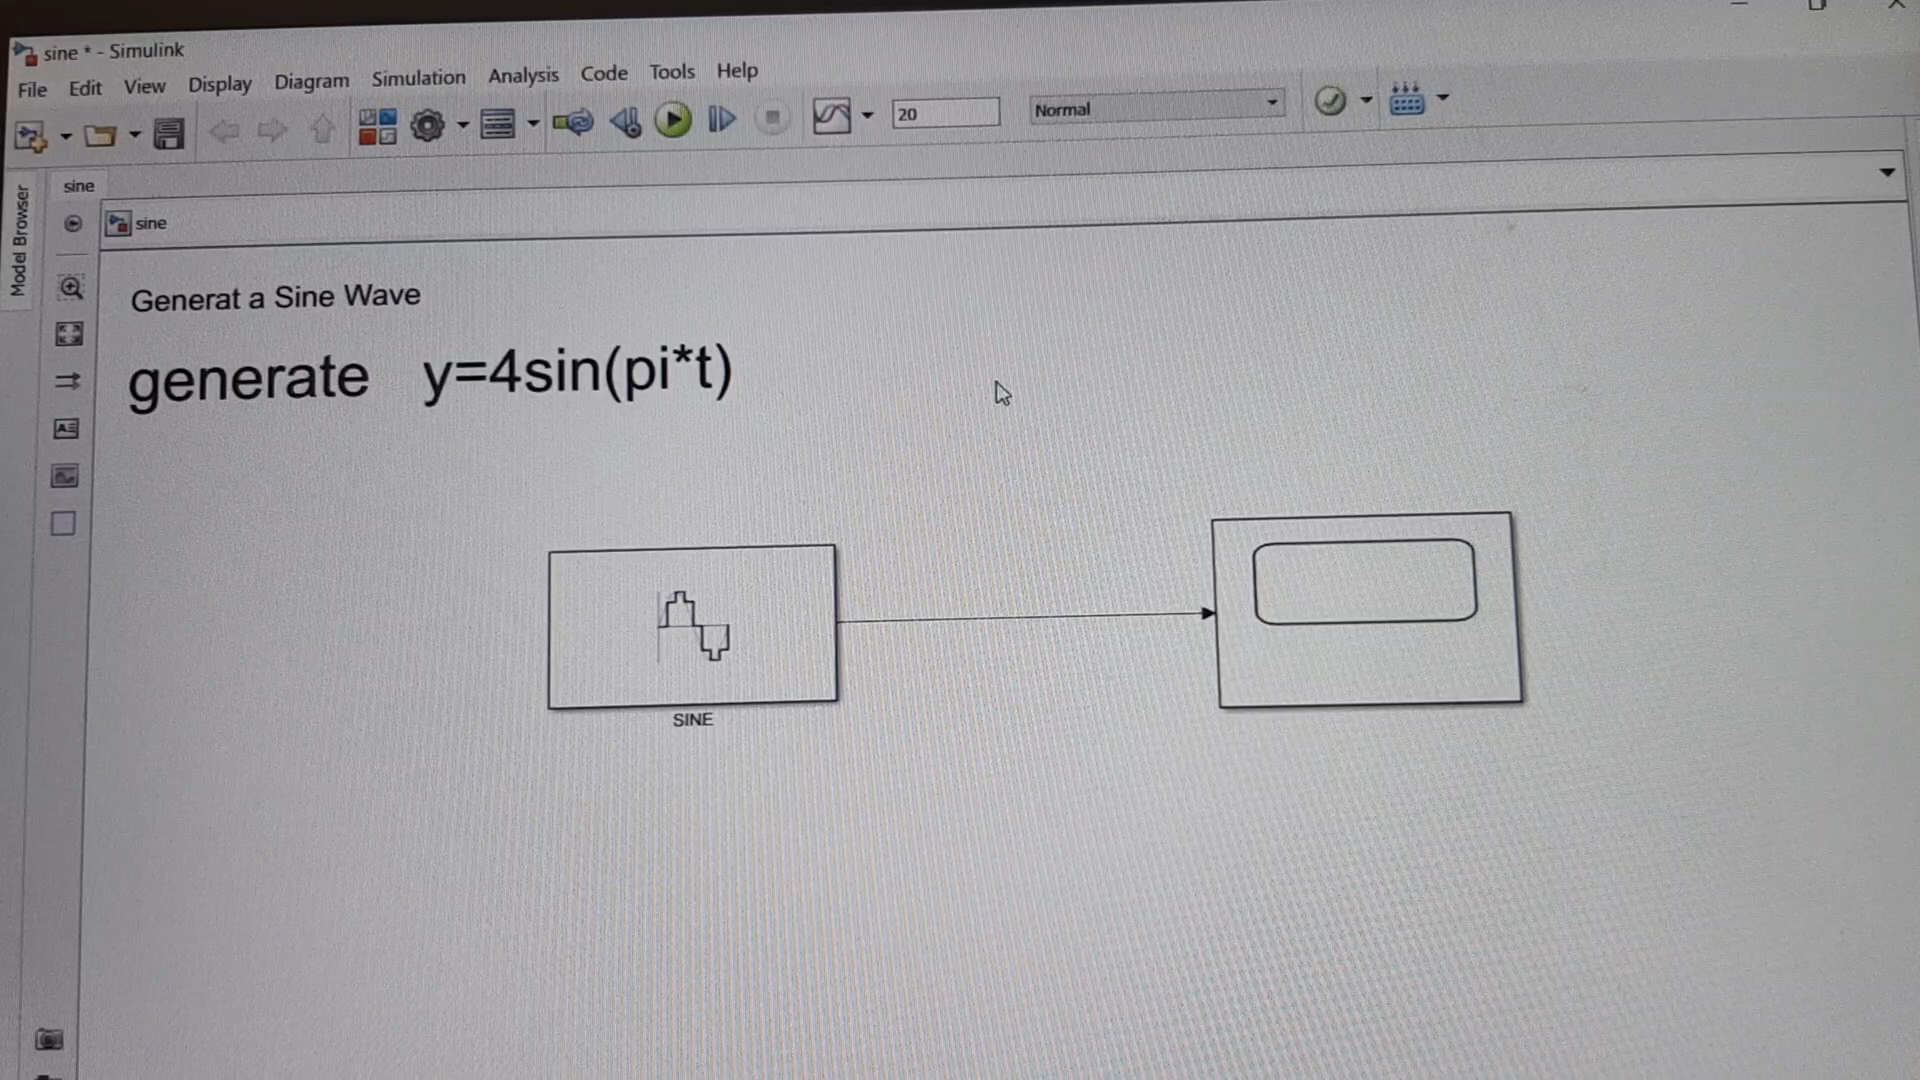 sine * - Simulink
File Edit View Display Diagram Simulation Analysis Code Tools Help
20 Normal
Model Browser
sine
sine
Generat a Sine Wave
generate y=4sin(pi*t)
SINE